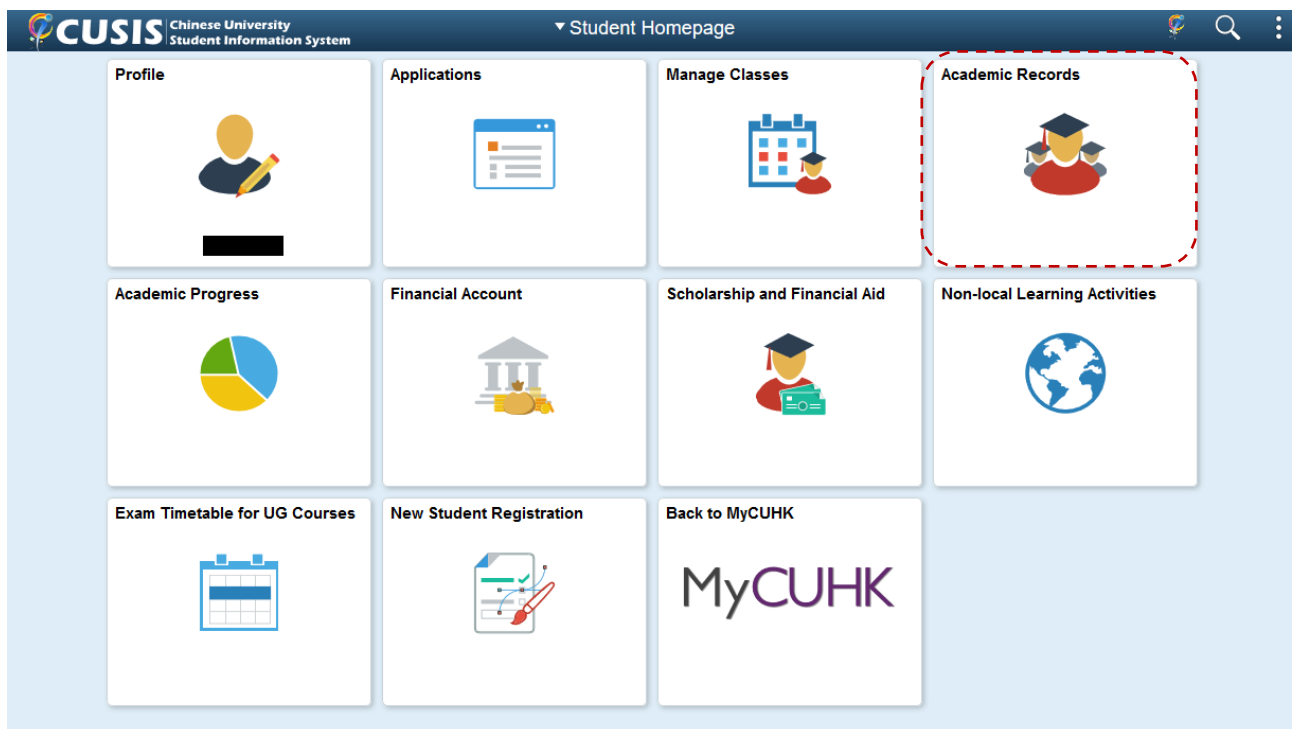 CUSIS Chinese University
Student Information System
Student Homepage
Profile
Applications
Manage Classes
Academic Records
Academic Progress
Financial Account
Scholarship and Financial Aid
Non-local Learning Activities
Exam Timetable for UG Courses
New Student Registration
Back to MyCUHK
MyCUHK